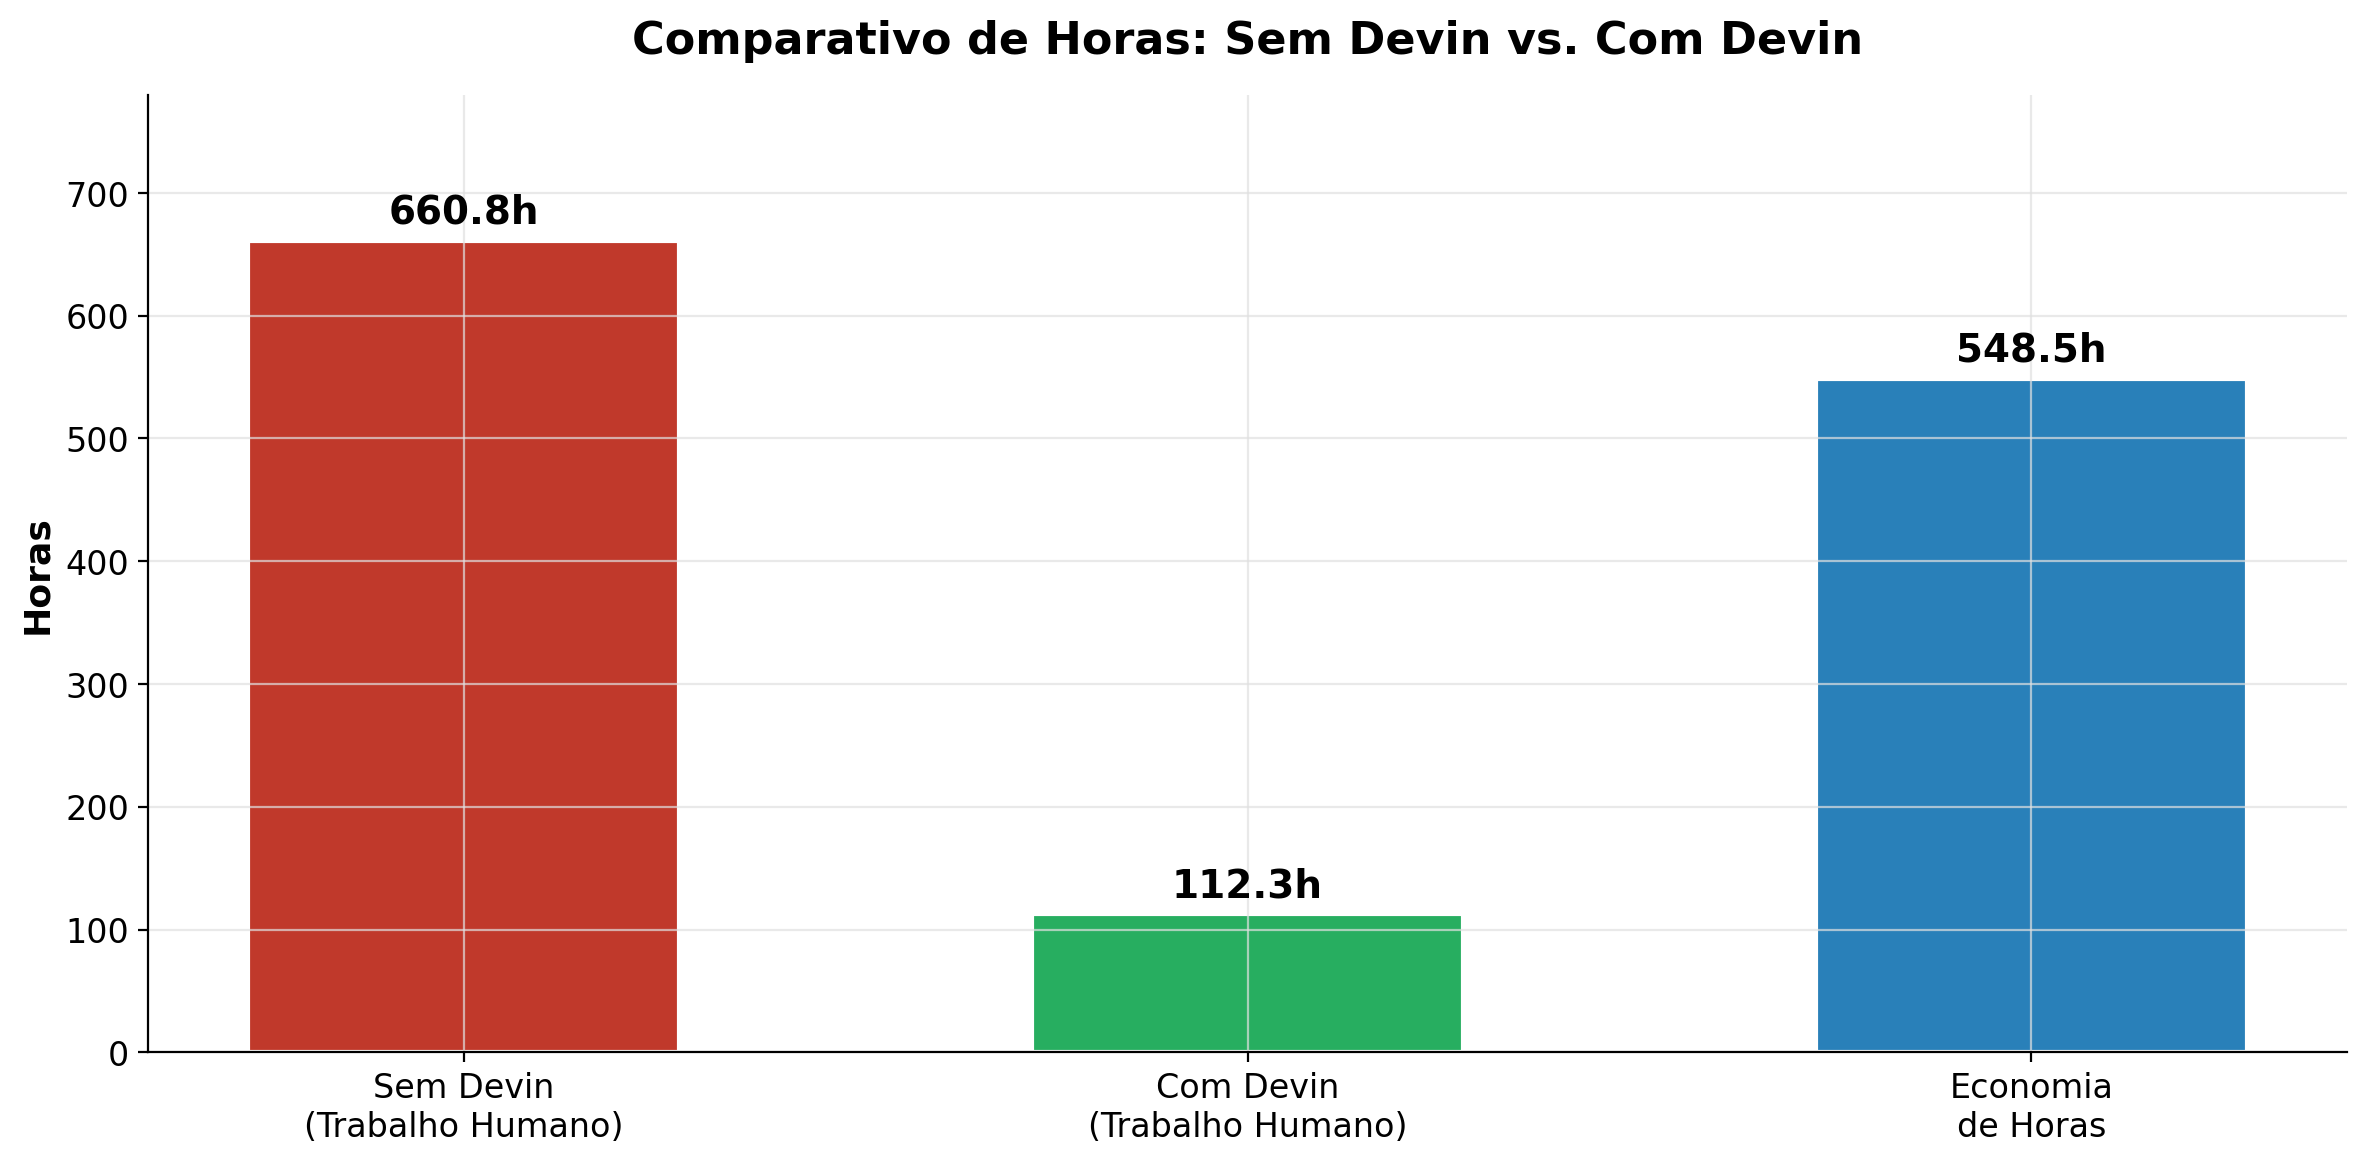 Comparativo de Horas: Sem Devin vs. Com Devin
Horas
700
600
500
400
300
200
100
0
660.8h
112.3h
548.5h
Sem Devin
(Trabalho Humano)
Com Devin
(Trabalho Humano)
Economia
de Horas